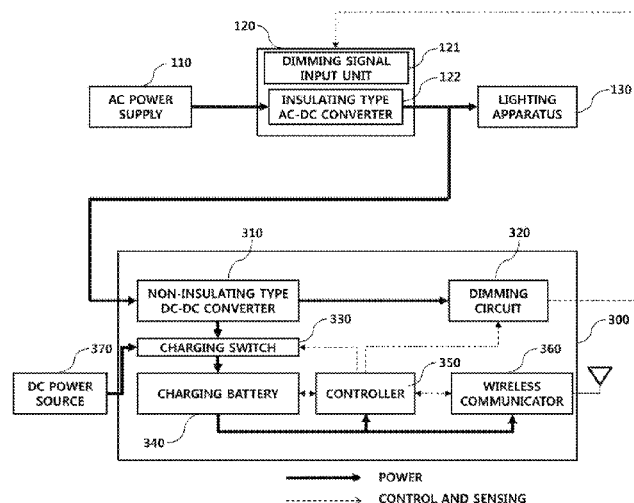 120
DIMMING SIGNAL
INPUT UNIT
121
110
122
AC POWER
SUPPLY
INSULATING TYPE
AC-DC CONVERTER
LIGHTING
APPARATUS
130
310
320
NON-INSULATING TYPE
DC-DC CONVERTER
DIMMING
CIRCUIT
300
330
370
CHARGING SWITCH
350
360
DC POWER
SOURCE
CHARGING BATTERY
CONTROLLER
WIRELESS
COMMUNICATOR
340
POWER
CONTROL AND SENSING